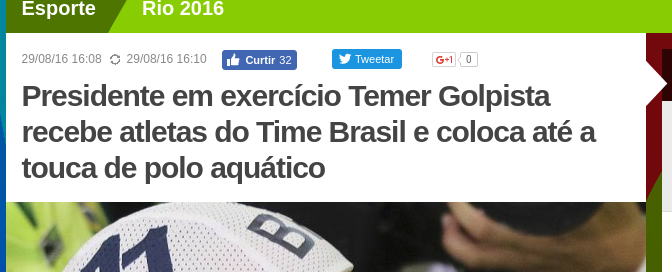 Esporte Rio 2016
29/08/16 16:08 29/08/16 16:10 Curtir 32 Tweetar G+1 0
Presidente em exercício Temer Golpista
recebe atletas do Time Brasil e coloca até a
touca de polo aquático
11 B